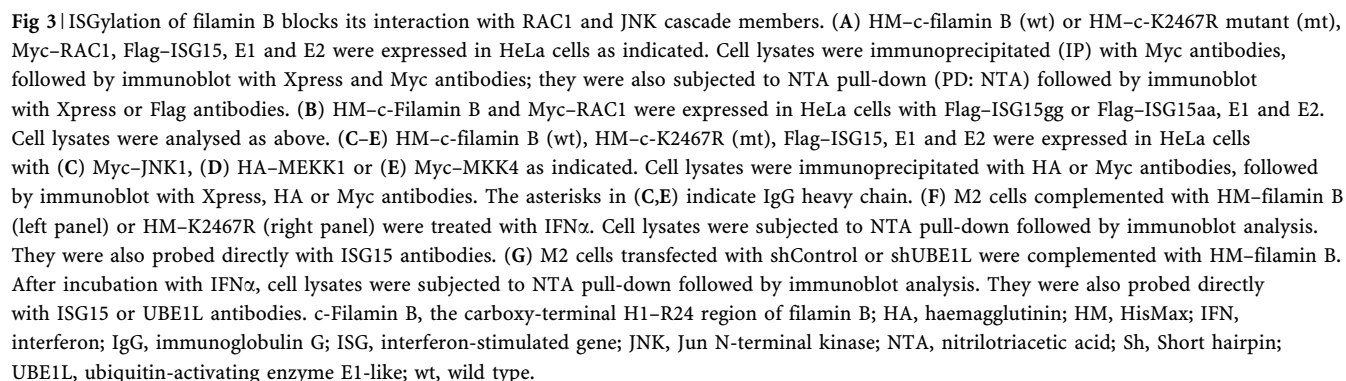 Fig 3 | ISGylation of filamin B blocks its interaction with RAC1 and JNK cascade members. (A) HM–c-filamin B (wt) or HM–c-K2467R mutant (mt),
Myc–RAC1, Flag–ISG15, E1 and E2 were expressed in HeLa cells as indicated. Cell lysates were immunoprecipitated (IP) with Myc antibodies,
followed by immunoblot with Xpress and Myc antibodies; they were also subjected to NTA pull-down (PD: NTA) followed by immunoblot
with Xpress or Flag antibodies. (B) HM–c-Filamin B and Myc–RAC1 were expressed in HeLa cells with Flag–ISG15gg or Flag–ISG15aa, E1 and E2.
Cell lysates were analysed as above. (C–E) HM–c-filamin B (wt), HM–c-K2467R (mt), Flag–ISG15, E1 and E2 were expressed in HeLa cells
with (C) Myc–JNK1, (D) HA–MEKK1 or (E) Myc–MKK4 as indicated. Cell lysates were immunoprecipitated with HA or Myc antibodies, followed
by immunoblot with Xpress, HA or Myc antibodies. The asterisks in (C,E) indicate IgG heavy chain. (F) M2 cells complemented with HM–filamin B
(left panel) or HM–K2467R (right panel) were treated with IFNα. Cell lysates were subjected to NTA pull-down followed by immunoblot analysis.
They were also probed directly with ISG15 antibodies. (G) M2 cells transfected with shControl or shUBE1L were complemented with HM–filamin B.
After incubation with IFNα, cell lysates were subjected to NTA pull-down followed by immunoblot analysis. They were also probed directly
with ISG15 or UBE1L antibodies. c-Filamin B, the carboxy-terminal H1–R24 region of filamin B; HA, haemagglutinin; HM, HisMax; IFN,
interferon; IgG, immunoglobulin G; ISG, interferon-stimulated gene; JNK, Jun N-terminal kinase; NTA, nitrilotriacetic acid; Sh, Short hairpin;
UBE1L, ubiquitin-activating enzyme E1-like; wt, wild type.